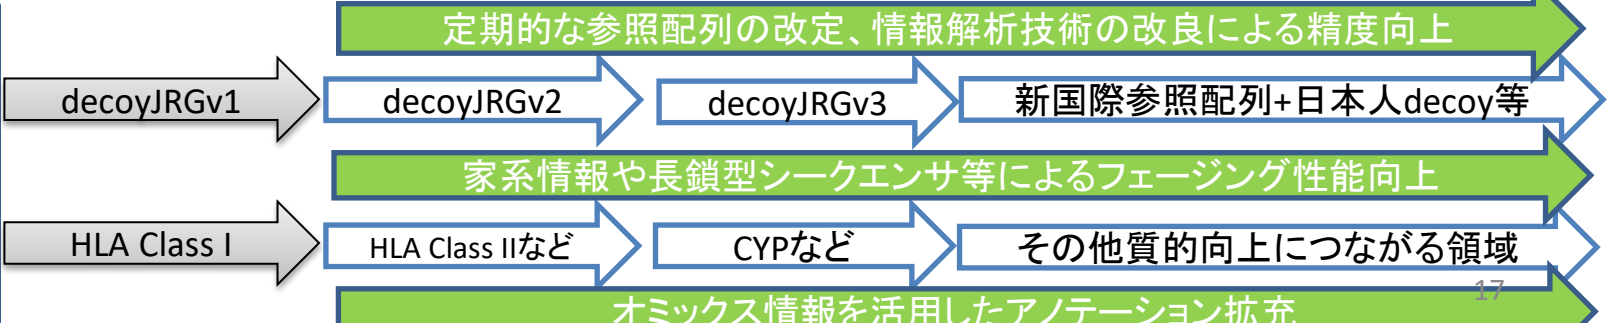 定期的な参照配列の改定、情報解析技術の改良による精度向上
decoyJRGv1
decoyJRGv2
decoyJRGv3
新国際参照配列+日本人decoy等
家系情報や長鎖型シークエンサ等によるフェージング性能向上
HLA Class I
HLA Class IIなど
CYPなど
その他質的向上につながる領域
17
オミックス情報を活用したアノテーション拡充